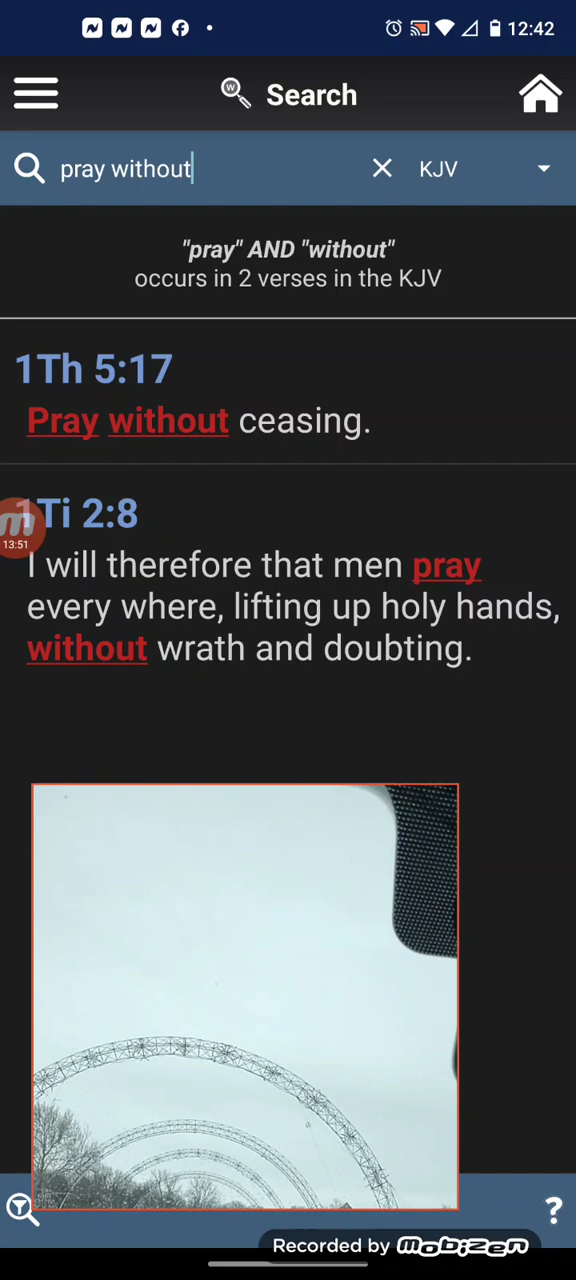 12:42
Search
pray without
KJV
"pray" AND "without"
occurs in 2 verses in the KJV
1Th 5:17
Pray without ceasing.
1Ti 2:8
13:51
I will therefore that men pray
every where, lifting up holy hands,
without wrath and doubting.
?
Recorded by mobizen